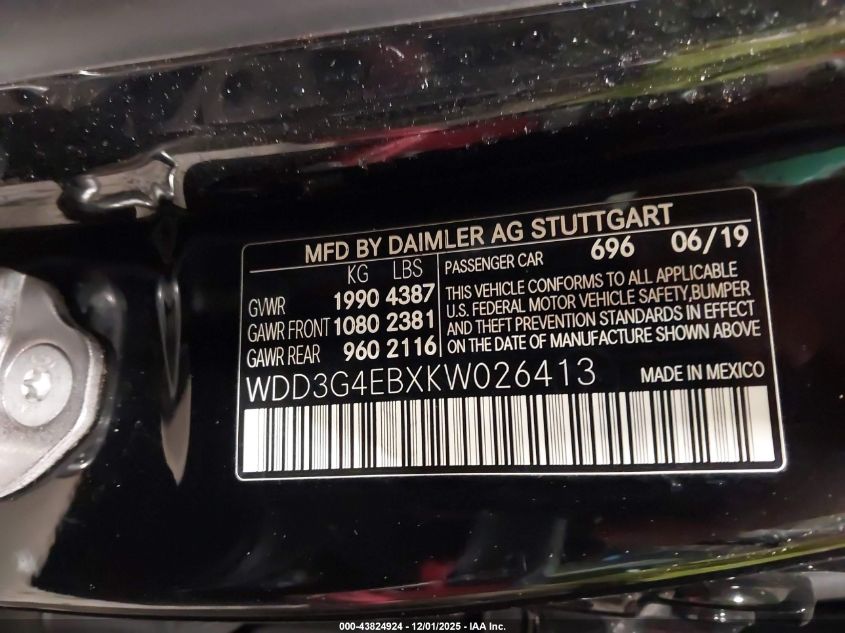 MFD BY DAIMLER AG STUTTGART
KG LBS
GVWR 1990 4387
GAWR FRONT 1080 2381
GAWR REAR 960 2116
PASSENGER CAR 696 06/19
THIS VEHICLE CONFORMS TO ALL APPLICABLE
U.S. FEDERAL MOTOR VEHICLE SAFETY,BUMPER
AND THEFT PREVENTION STANDARDS IN EFFECT
ON THE DATE OF MANUFACTURE SHOWN ABOVE
WDD3G4EBXKW026413 MADE IN MEXICO
000-43824924 - 12/01/2025 - IAA Inc.